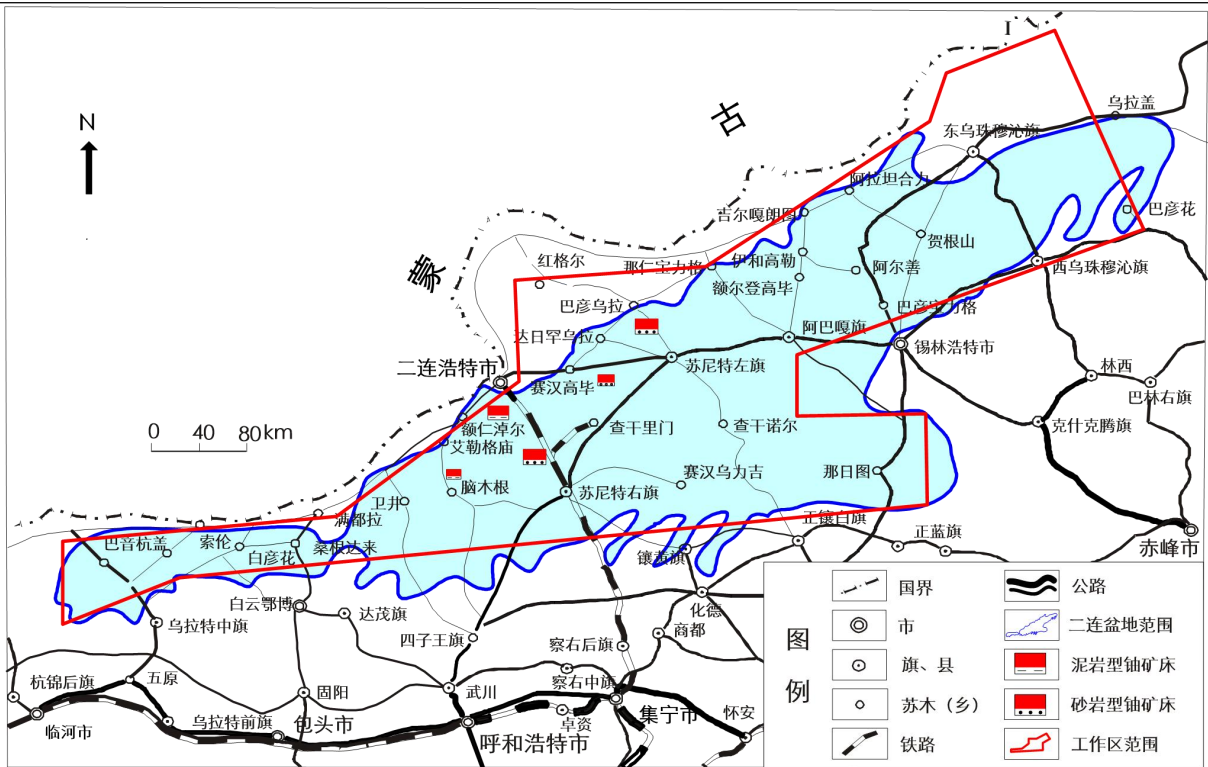 I
乌拉盖
古
东乌珠穆沁旗
N
阿拉坦合力
吉尔嘎朗图
巴彦花
贺根山
蒙
红格尔
那仁宝力格
伊和高勒
阿尔善
西乌珠穆沁旗
额尔登高毕
巴彦乌拉
巴彦宝力格
达日罕乌拉
阿巴嘎旗
锡林浩特市
二连浩特市
苏尼特左旗
林西
赛汉高毕
巴林右旗
额仁淖尔
查干里门
查干诺尔
克什克腾旗
0 40 80km
艾勒格庙
赛汉乌力吉
那日图
脑木根
苏尼特右旗
卫井
满都拉
正镶白旗
正蓝旗
赤峰市
巴音杭盖
索伦
白彦花
桑根达来
镶黄旗
白云鄂博
达茂旗
化德
乌拉特中旗
四子王旗
察右后旗
商都
杭锦后旗
五原
固阳
武川
察右中旗
临河市
乌拉特前旗
包头市
呼和浩特市
卓资
集宁市
怀安
图例
国界
公路
市
二连盆地范围
旗、县
泥岩型铀矿床
苏木（乡）
砂岩型铀矿床
铁路
工作区范围